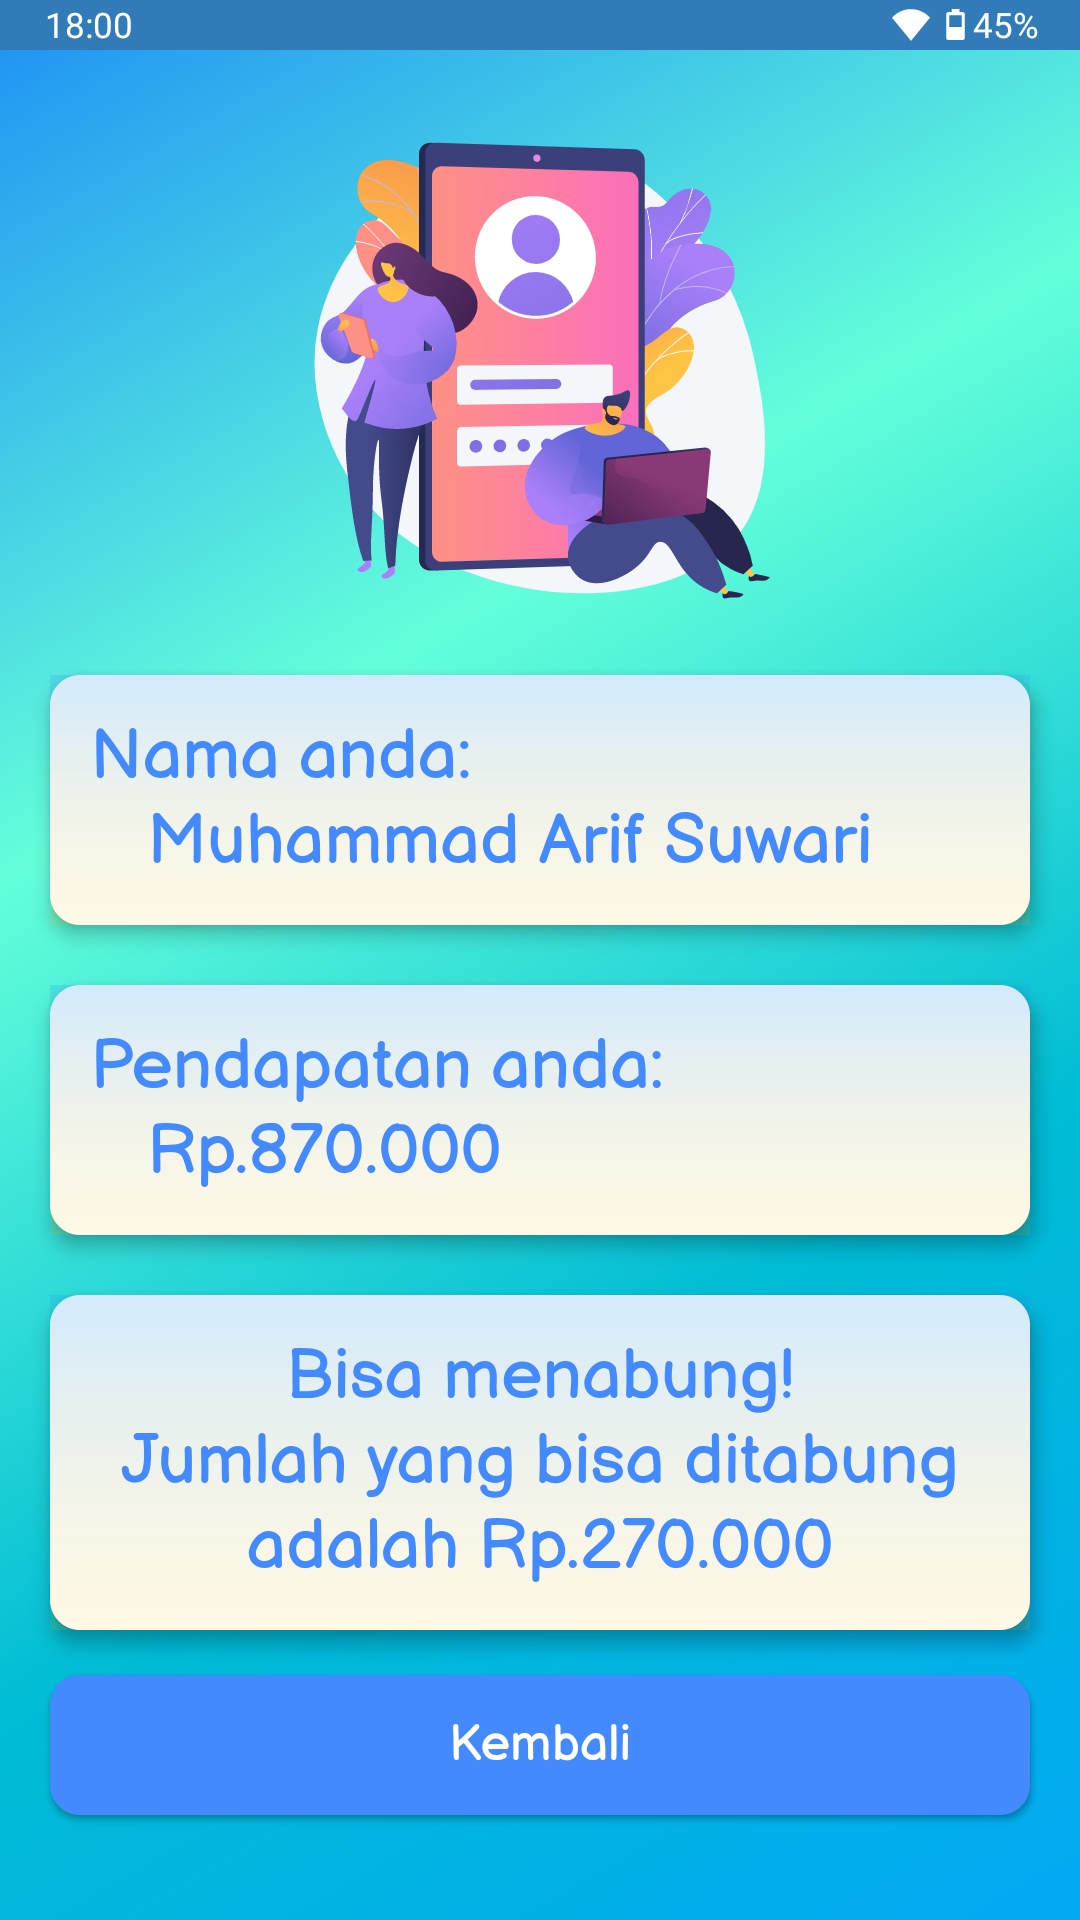 18:00
45%
Nama anda:
Muhammad Arif Suwari
Pendapatan anda:
Rp.870.000
Bisa menabung!
Jumlah yang bisa ditabung
adalah Rp.270.000
Kembali